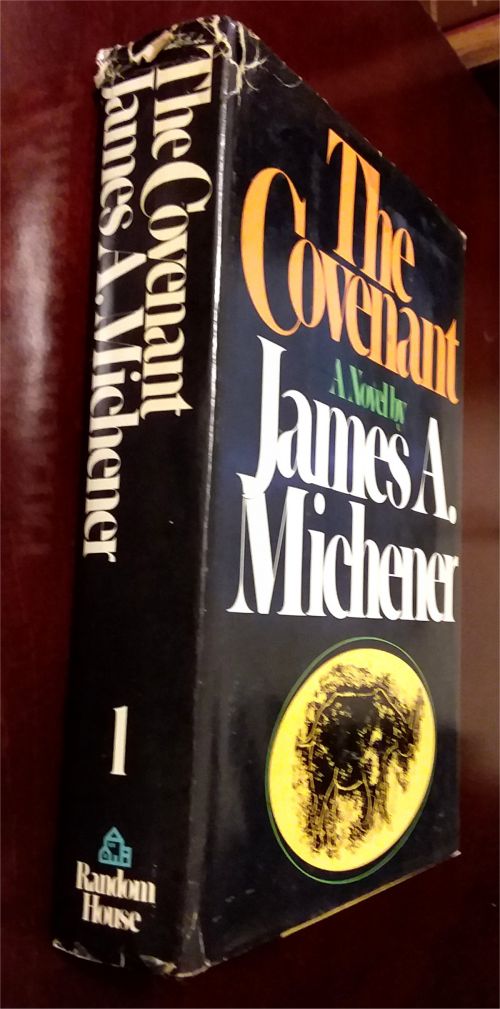 The Covenant
James A. Michener
1
Random
House
The
Covenant
A Novel by
James A.
Michener